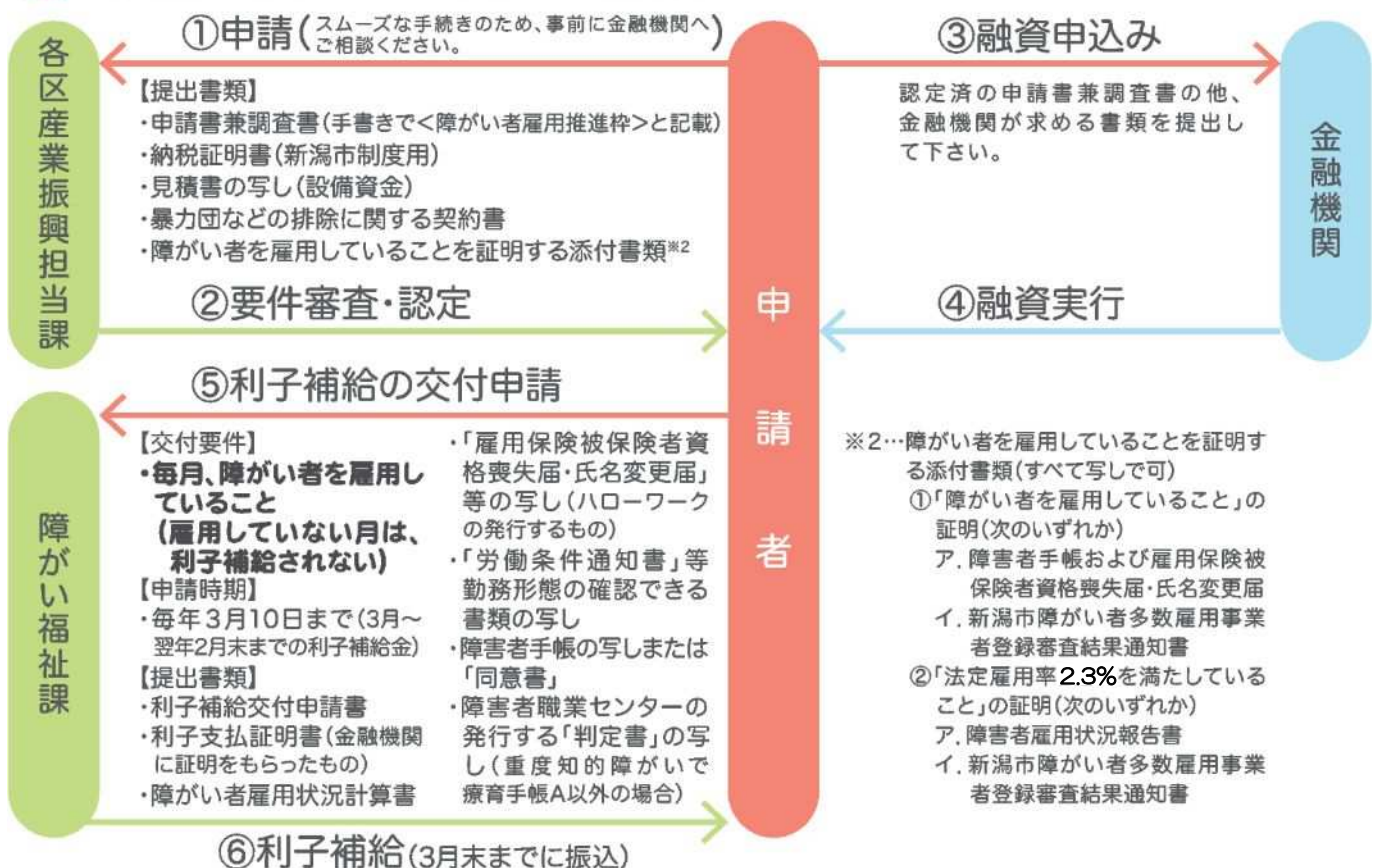 ①申請(スムーズな手続きのため、事前に金融機関へ
ご相談ください。)
各区産業振興担当課
【提出書類】
・申請書兼調査書(手書きで<障がい者雇用推進枠>と記載)
・納税証明書(新潟市制度用)
・見積書の写し(設備資金)
・暴力団などの排除に関する契約書
・障がい者を雇用していることを証明する添付書類※2
②要件審査・認定
申請者
③融資申込み
認定済の申請書兼調査書の他、
金融機関が求める書類を提出し
て下さい。
金融機関
④融資実行
⑤利子補給の交付申請
障がい福祉課
【交付要件】
・毎月、障がい者を雇用し
ていること
(雇用していない月は、
利子補給されない)
【申請時期】
・毎年3月10日まで(3月～
翌年2月末までの利子補給金)
【提出書類】
・利子補給交付申請書
・利子支払証明書(金融機関
に証明をもらったもの)
・障がい者雇用状況計算書
・「雇用保険被保険者資
格喪失届・氏名変更届」
等の写し(ハローワーク
の発行するもの)
・「労働条件通知書」等
勤務形態の確認できる
書類の写し
・障害者手帳の写しまたは
「同意書」
・障害者職業センターの
発行する「判定書」の写
し(重度知的障がいで
療育手帳A以外の場合)
⑥利子補給(3月末までに振込)
※2…障がい者を雇用していることを証明す
る添付書類(すべて写しで可)
①「障がい者を雇用していること」の
証明(次のいずれか)
ア.障害者手帳および雇用保険被
保険者資格喪失届・氏名変更届
イ.新潟市障がい者多数雇用事業
者登録審査結果通知書
②「法定雇用率2.3%を満たしている
こと」の証明(次のいずれか)
ア.障害者雇用状況報告書
イ.新潟市障がい者多数雇用事業
者登録審査結果通知書